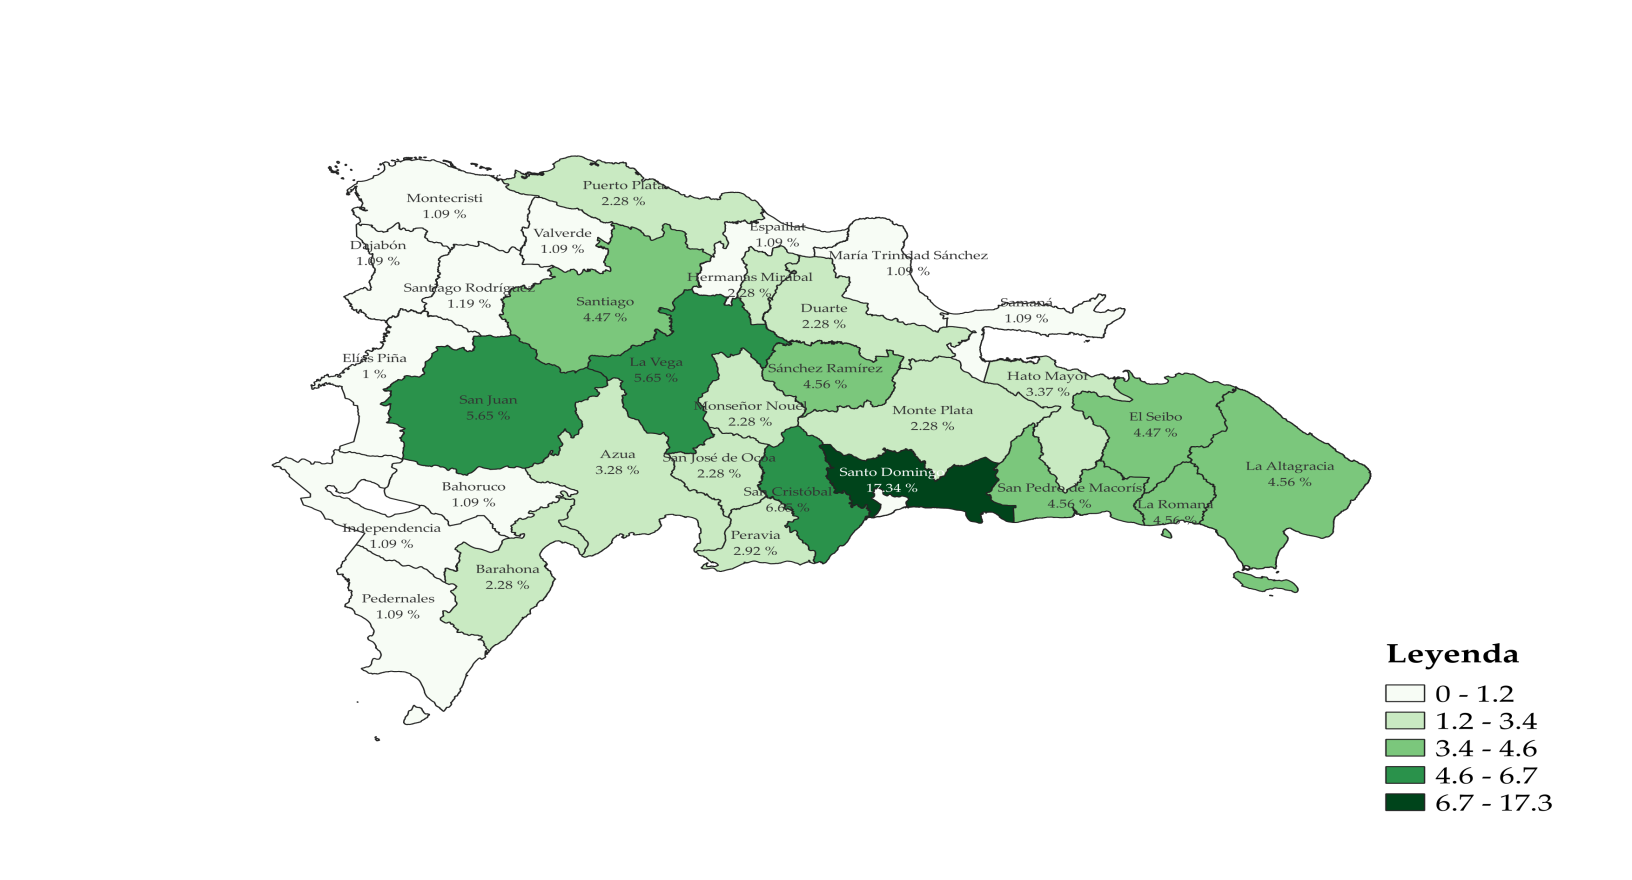 Puerto Plata
2.28 %
Montecristi
1.09 %
Valverde
1.09 %
Espaillat
1.09 %
Dajabón
1.09 %
María Trinidad Sánchez
1.09 %
Santiago Rodríguez
1.19 %
Hermanas Mirabal
2.28 %
Santiago
4.47 %
Duarte
2.28 %
Samaná
1.09 %
Elías Piña
1 %
La Vega
5.65 %
Sánchez Ramírez
4.56 %
Hato Mayor
3.37 %
San Juan
5.65 %
Monseñor Nouel
2.28 %
Monte Plata
2.28 %
El Seibo
4.47 %
Azua
3.28 %
San José de Ocoa
2.28 %
Santo Domingo
17.34 %
La Altagracia
4.56 %
Bahoruco
1.09 %
San Cristóbal
6.65 %
San Pedro de Macorís
4.56 %
La Romana
4.56 %
Independencia
1.09 %
Peravia
2.92 %
Barahona
2.28 %
Pedernales
1.09 %
Leyenda
0 - 1.2
1.2 - 3.4
3.4 - 4.6
4.6 - 6.7
6.7 - 17.3